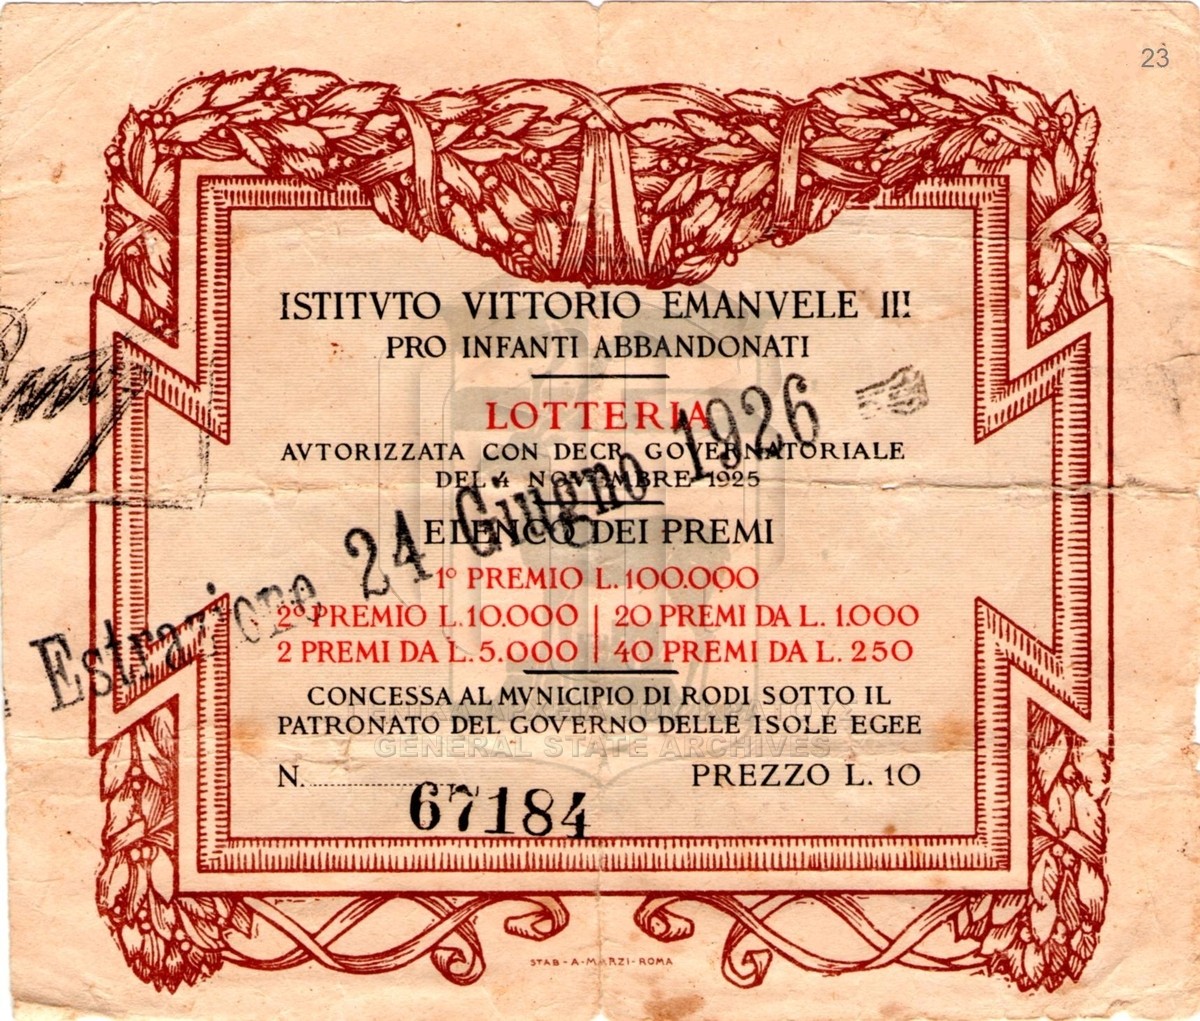 23
ISTITVTO VITTORIO EMANVELE III!
PRO INFANTI ABBANDONATI
LOTTERIA
AVTORIZZATA CON DECR. GOVERNATORIALE
DEL 4 NOVEMBRE 1925
ELENCO DEI PREMI
1º PREMIO L. 100.000
2º PREMIO L. 10.000 | 20 PREMI DA L. 1.000
2 PREMI DA L. 5.000 | 40 PREMI DA L. 250
Estrazione 24 Giugno 1926
CONCESSA AL MVNICIPIO DI RODI SOTTO IL
PATRONATO DEL GOVERNO DELLE ISOLE EGEE
GENERAL STATE ARCHIVES
N. PREZZO L. 10
67184
STAB-A-MARZI-ROMA